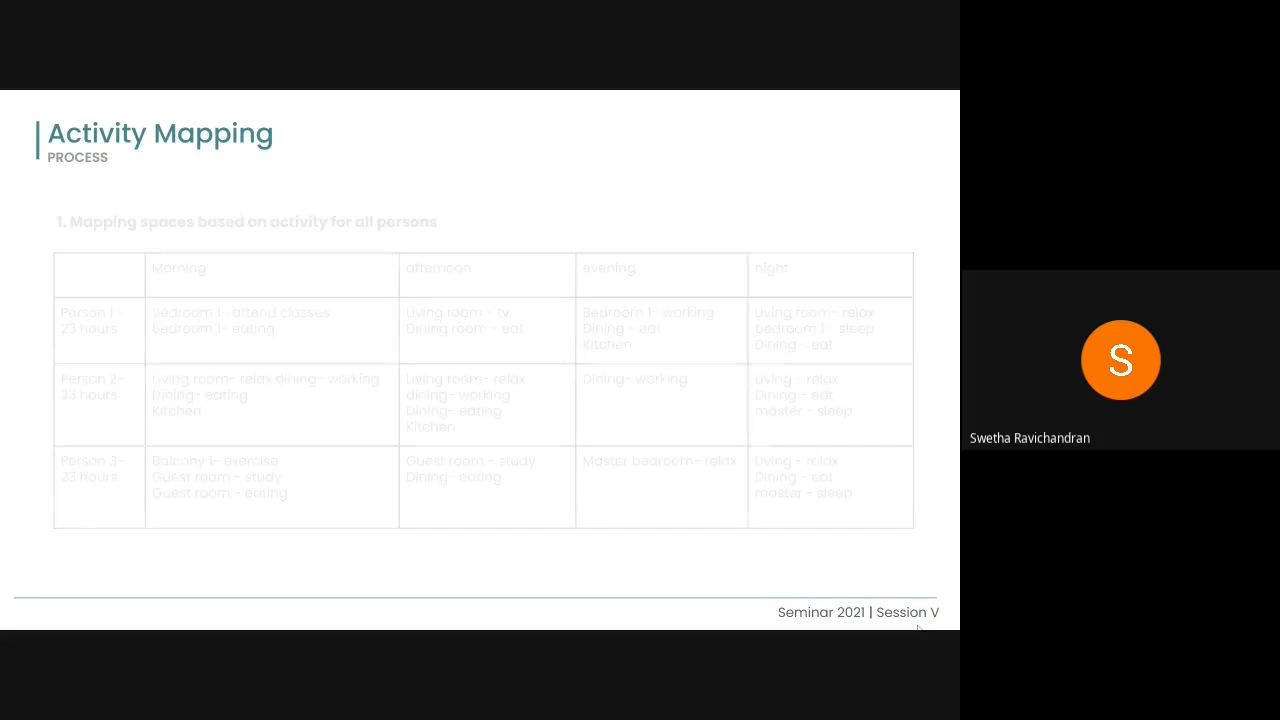 Activity Mapping
PROCESS
1. Mapping spaces based on activity for all persons
Morning afternoon evening night
Person 1- Bedroom 1- attend classes Living room - tv Bedroom 1- working Living room- relax
23 hours Bedroom 1- eating Dining room - eat Dining - eat bedroom 1 - sleep
Kitchen Dining - eat
Person 2- Living room- relax dining- working Living room- relax Dining- working Living - relax
23 hours Dining- eating dining- working Dining - eat
Kitchen Dining- eating master - sleep
Kitchen
Person 3- Balcony 1- exercise Guest room - study Master bedroom- relax Living - relax
23 hours Guest room - study Dining- eating Dining - eat
Guest room - eating master - sleep
Seminar 2021 | Session V
S
Swetha Ravichandran